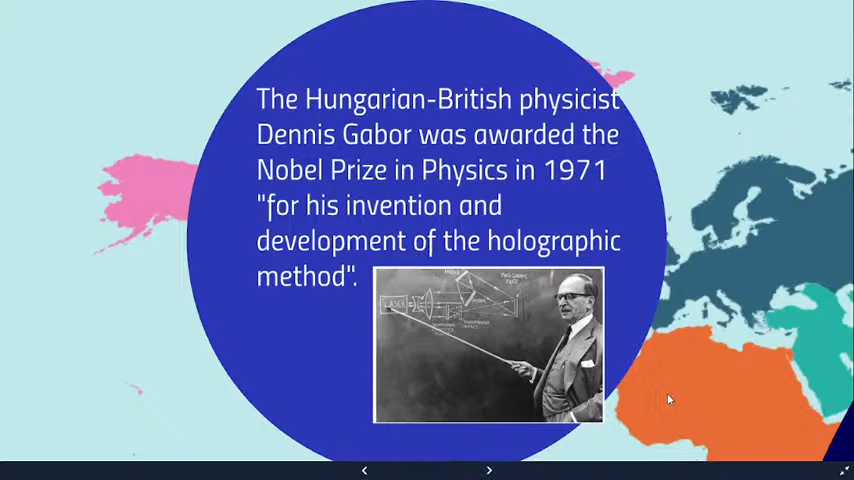 The Hungarian-British physicist
Dennis Gabor was awarded the
Nobel Prize in Physics in 1971
"for his invention and
development of the holographic
method".
LASER